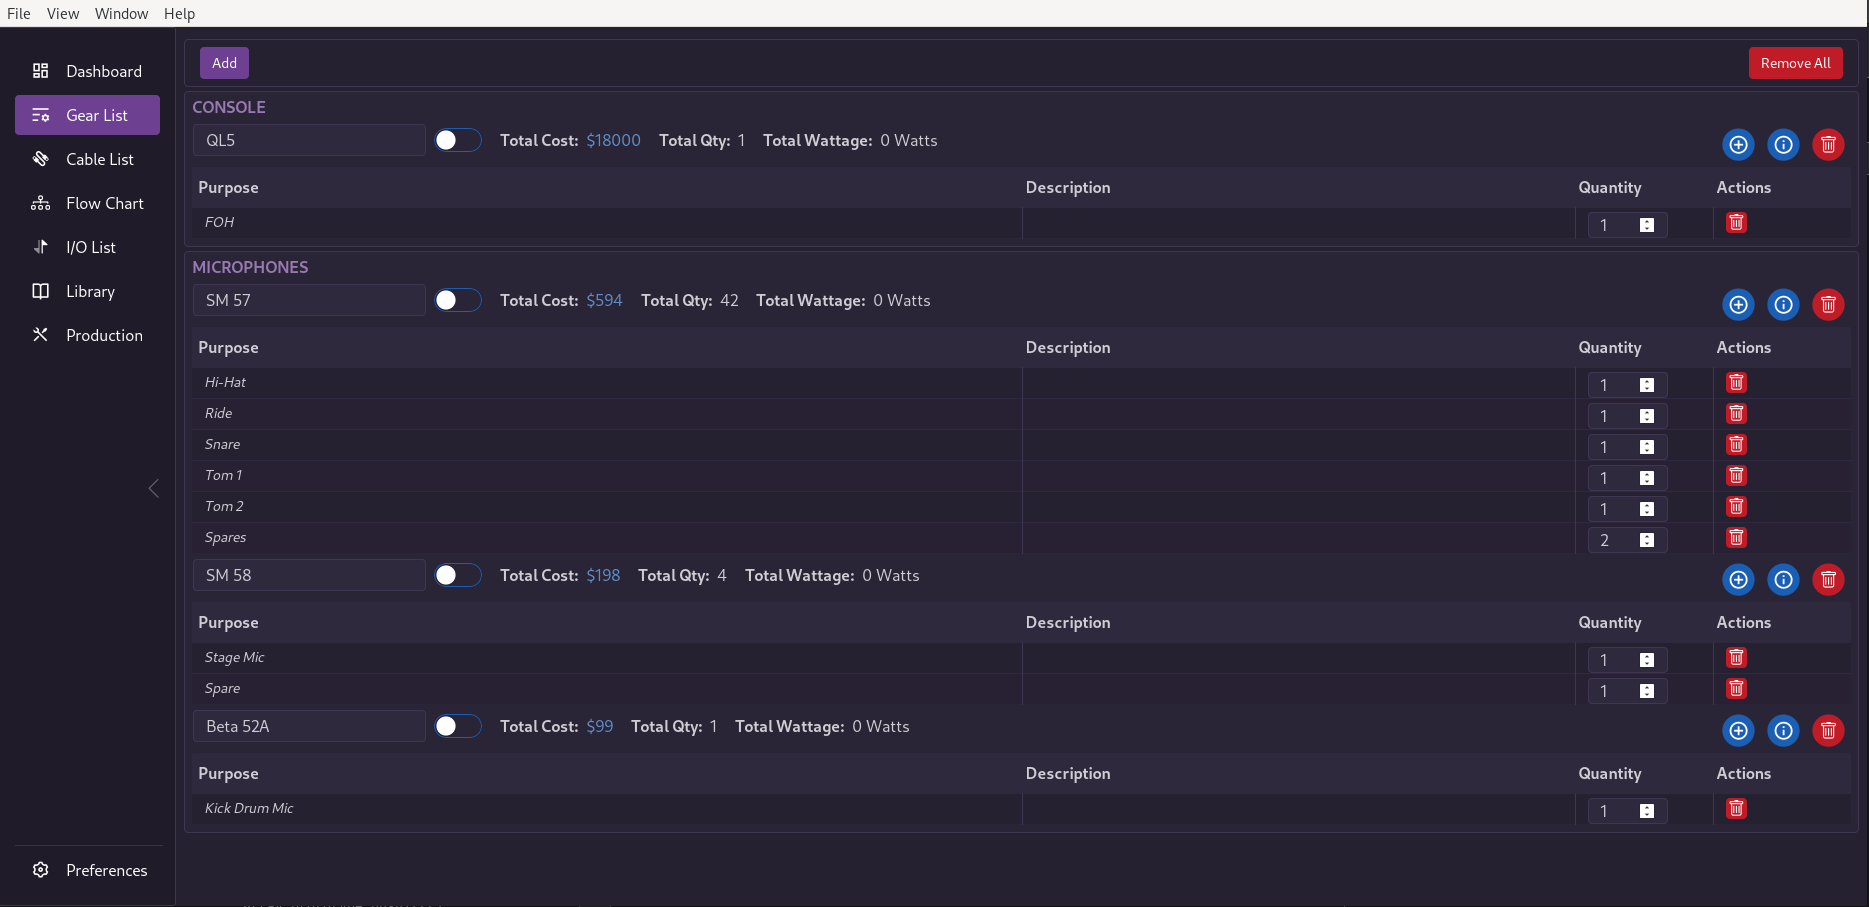 File View Window Help
Dashboard
Gear List
Cable List
Flow Chart
I/O List
Library
Production
Preferences
Add
Remove All
CONSOLE
QL5 Total Cost: $18000 Total Qty: 1 Total Wattage: 0 Watts
Purpose Description Quantity Actions
FOH 1
MICROPHONES
SM 57 Total Cost: $594 Total Qty: 42 Total Wattage: 0 Watts
Purpose Description Quantity Actions
Hi-Hat 1
Ride 1
Snare 1
Tom 1 1
Tom 2 1
Spares 2
SM 58 Total Cost: $198 Total Qty: 4 Total Wattage: 0 Watts
Purpose Description Quantity Actions
Stage Mic 1
Spare 1
Beta 52A Total Cost: $99 Total Qty: 1 Total Wattage: 0 Watts
Purpose Description Quantity Actions
Kick Drum Mic 1